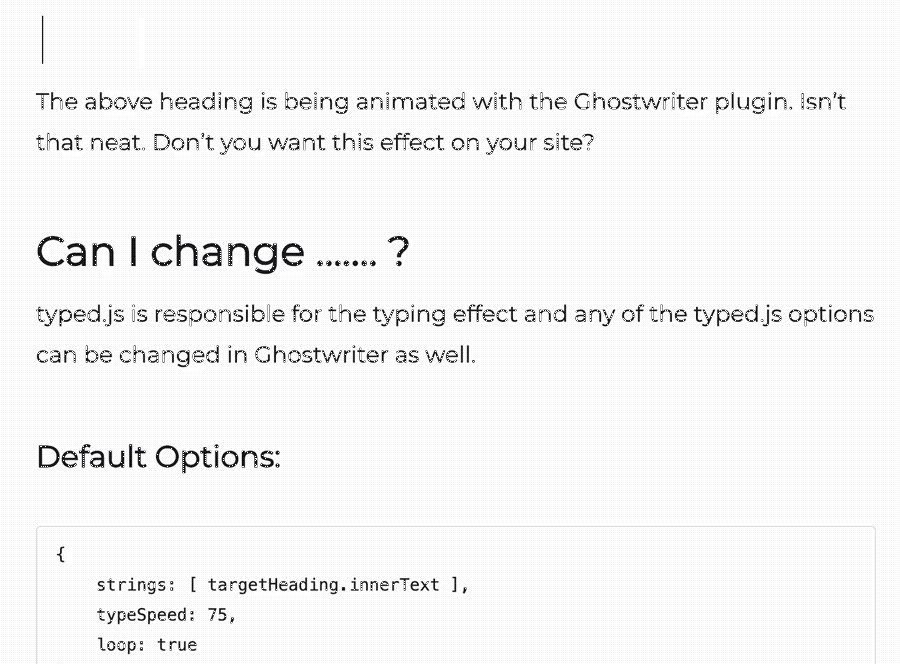 The above heading is being animated with the Ghostwriter plugin. Isn’t
that neat. Don’t you want this effect on your site?
Can I change ....... ?
typed.js is responsible for the typing effect and any of the typed.js options
can be changed in Ghostwriter as well.
Default Options:
{
strings: [ targetHeading.innerText ],
typeSpeed: 75,
loop: true